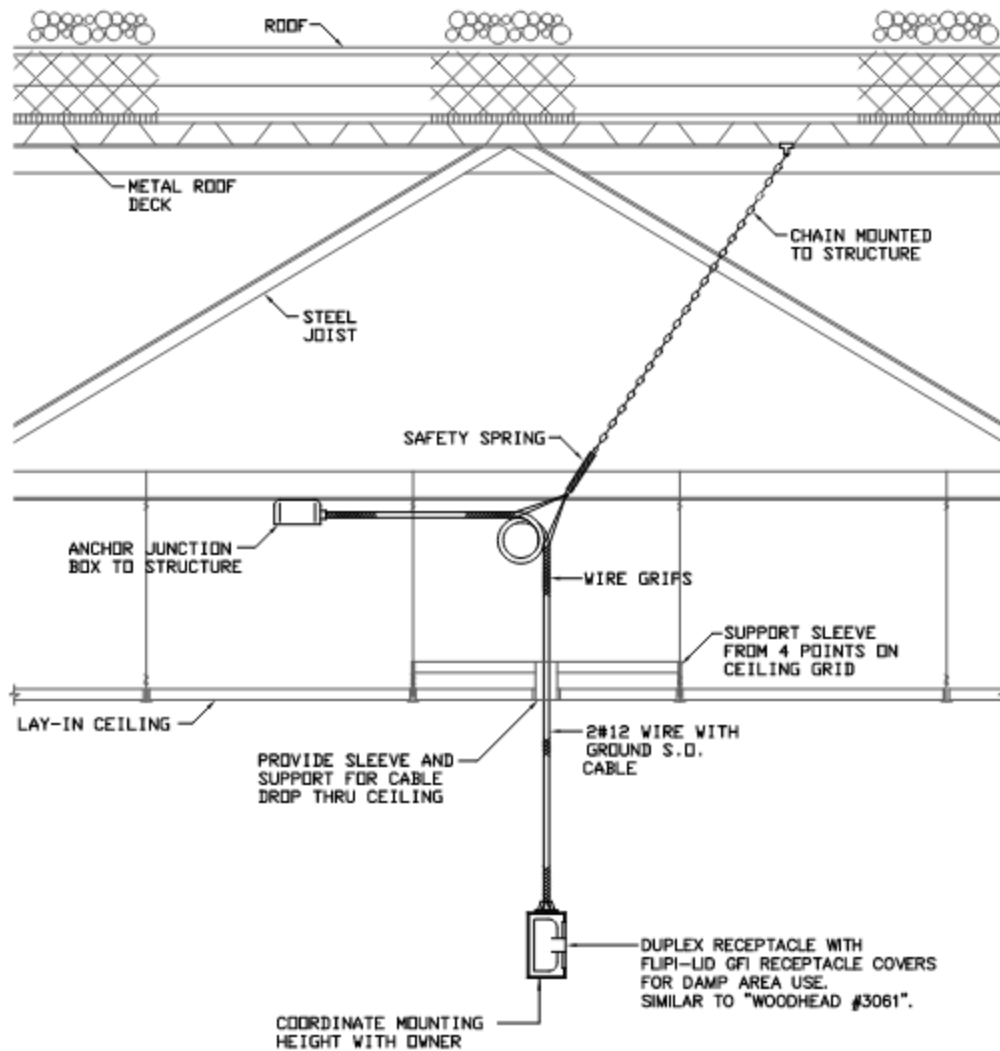 ROOF
METAL ROOF
DECK
CHAIN MOUNTED
TO STRUCTURE
STEEL
JOIST
SAFETY SPRING
ANCHOR JUNCTION
BOX TO STRUCTURE
WIRE GRIPS
SUPPORT SLEEVE
FROM 4 POINTS ON
CEILING GRID
LAY-IN CEILING
2#12 WIRE WITH
GROUND S.O.
CABLE
PROVIDE SLEEVE AND
SUPPORT FOR CABLE
DROP THRU CEILING
DUPLEX RECEPTACLE WITH
FLIPI-LID GFI RECEPTACLE COVERS
FOR DAMP AREA USE.
SIMILAR TO "WOODHEAD #3061".
COORDINATE MOUNTING
HEIGHT WITH OWNER